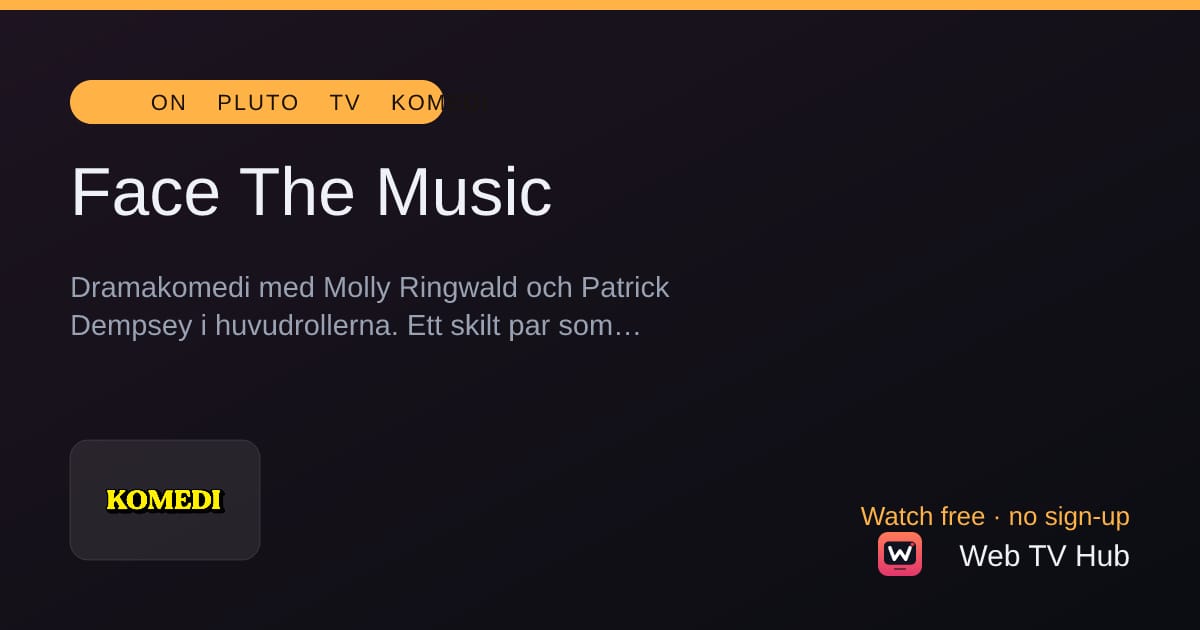 ON PLUTO TV KOM
Face The Music
Dramakomedi med Molly Ringwald och Patrick
Dempsey i huvudrollerna. Ett skilt par som…
KOMEDI
Watch free · no sign-up
W
Web TV Hub